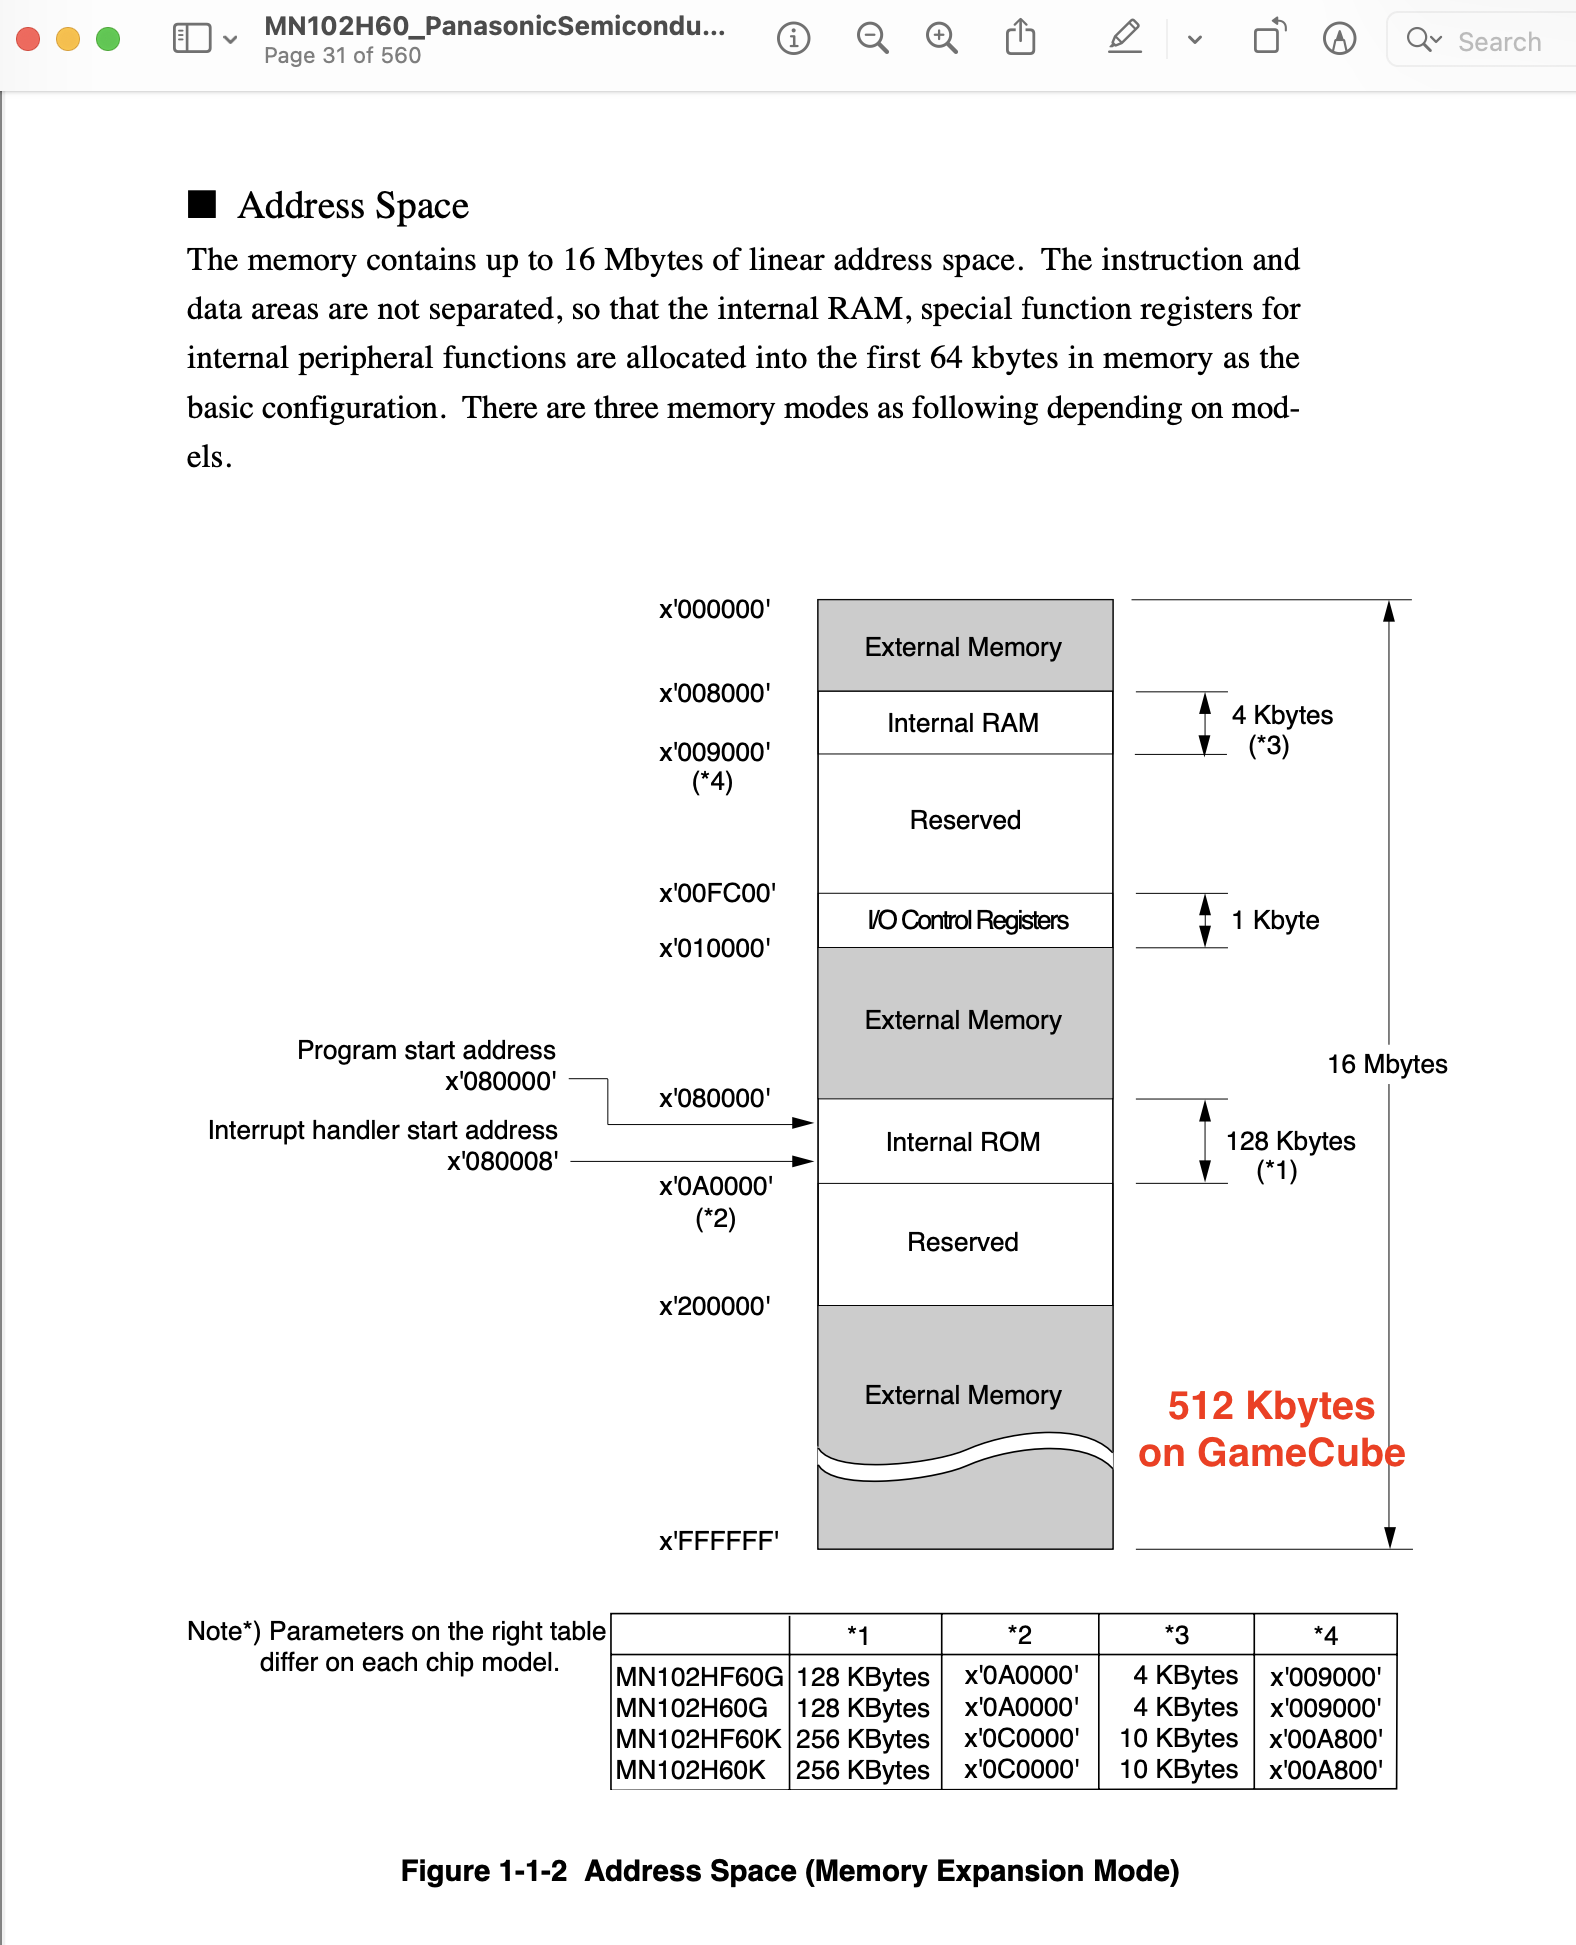 MN102H60_PanasonicSemicondu...
Page 31 of 560
Search
■ Address Space
The memory contains up to 16 Mbytes of linear address space. The instruction and
data areas are not separated, so that the internal RAM, special function registers for
internal peripheral functions are allocated into the first 64 kbytes in memory as the
basic configuration. There are three memory modes as following depending on mod-
els.
x'000000'
External Memory
x'008000'
Internal RAM
4 Kbytes
(*3)
x'009000'
(*4)
Reserved
x'00FC00'
I/O Control Registers
1 Kbyte
x'010000'
External Memory
Program start address
x'080000'
16 Mbytes
x'080000'
Interrupt handler start address
x'080008'
Internal ROM
128 Kbytes
(*1)
x'0A0000'
(*2)
Reserved
x'200000'
External Memory
512 Kbytes
on GameCube
x'FFFFFF'
Note*) Parameters on the right table
differ on each chip model.
*1 *2 *3 *4
MN102HF60G 128 KBytes x'0A0000' 4 KBytes x'009000'
MN102H60G 128 KBytes x'0A0000' 4 KBytes x'009000'
MN102HF60K 256 KBytes x'0C0000' 10 KBytes x'00A800'
MN102H60K 256 KBytes x'0C0000' 10 KBytes x'00A800'
Figure 1-1-2 Address Space (Memory Expansion Mode)